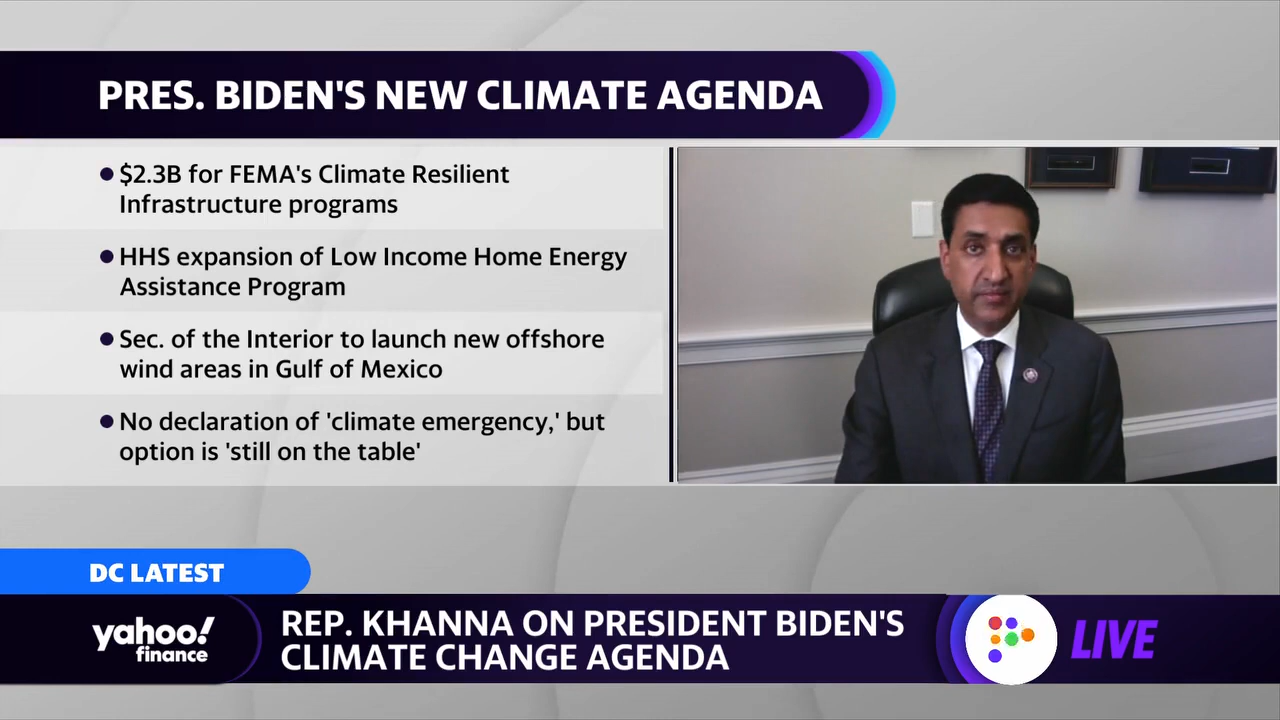 PRES. BIDEN'S NEW CLIMATE AGENDA
$2.3B for FEMA's Climate Resilient
Infrastructure programs
HHS expansion of Low Income Home Energy
Assistance Program
Sec. of the Interior to launch new offshore
wind areas in Gulf of Mexico
No declaration of 'climate emergency,' but
option is 'still on the table'
DC LATEST
yahoo!
finance
REP. KHANNA ON PRESIDENT BIDEN'S
CLIMATE CHANGE AGENDA
LIVE